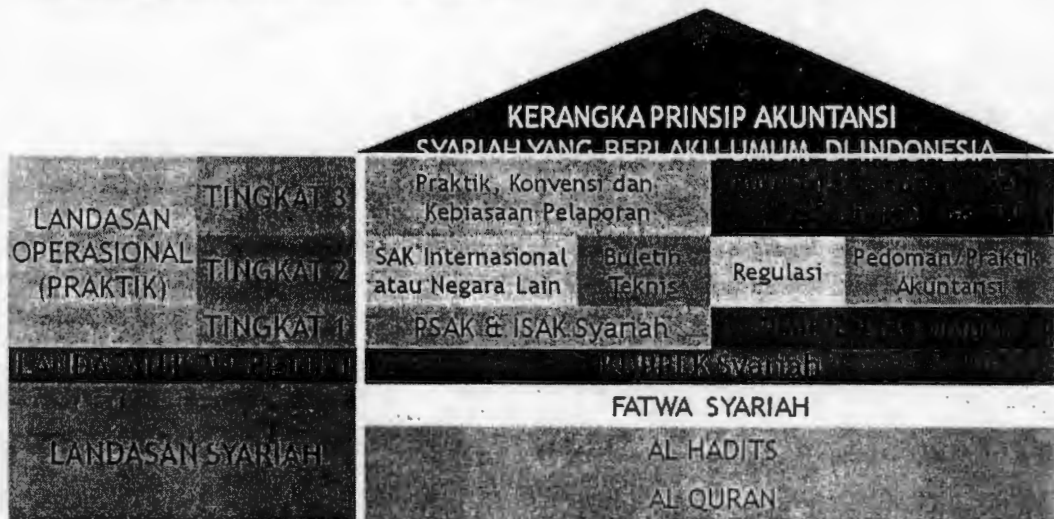 KERANGKA PRINSIP AKUNTANSI
SYARIAH YANG BERLAKU UMUM DI INDONESIA
LANDASAN
OPERASIONAL
(PRAKTIK)
TINGKAT 3
Praktik, Konvensi dan
Kebiasaan Pelaporan
TINGKAT 2
SAK Internasional
atau Negara Lain
Buletin
Teknis
Regulasi
Pedoman/Praktik
Akuntansi
TINGKAT 1
PSAK & ISAK Syariah
Syariah
FATWA SYARIAH
LANDASAN SYARIAH
AL HADITS
AL QURAN